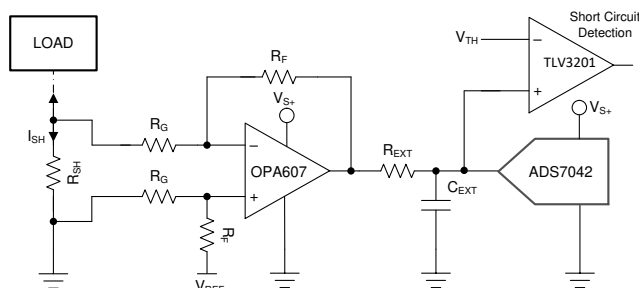 Short Circuit
Detection
LOAD
V_TH
TLV3201
R_F
V_S+
V_S+
R_G
I_SH
R_EXT
R_SH
OPA607
ADS7042
R_G
C_EXT
R_F
V_REF